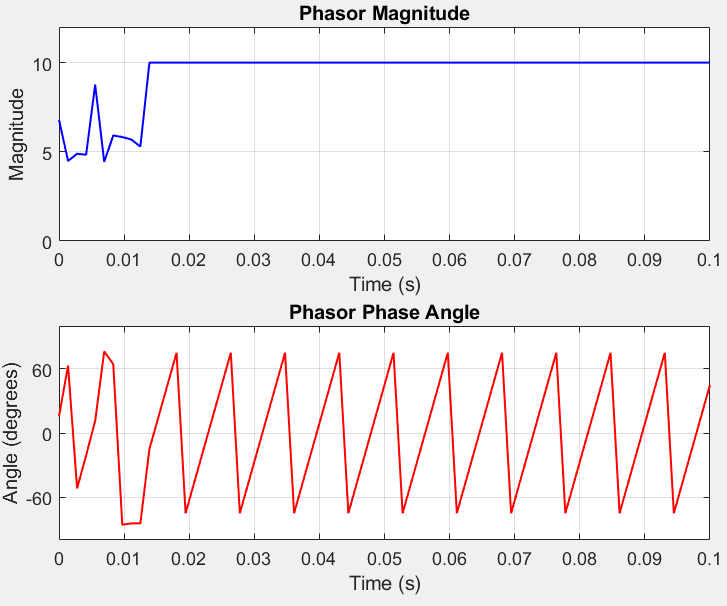 Phasor Magnitude
Magnitude
10
5
0
0 0.01 0.02 0.03 0.04 0.05 0.06 0.07 0.08 0.09 0.1
Time (s)
Phasor Phase Angle
Angle (degrees)
60
0
-60
0 0.01 0.02 0.03 0.04 0.05 0.06 0.07 0.08 0.09 0.1
Time (s)